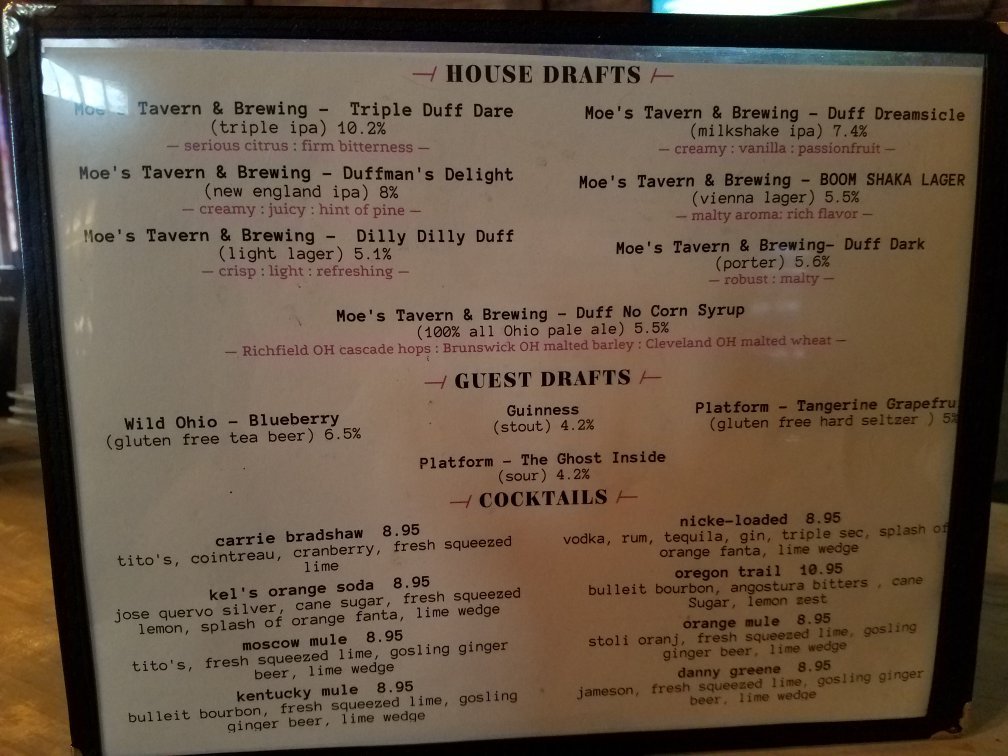 HOUSE DRAFTS
Moe's Tavern & Brewing - Triple Duff Dare
(triple ipa) 10.2%
— serious citrus : firm bitterness —
Moe's Tavern & Brewing - Duffman's Delight
(new england ipa) 8%
— creamy : juicy : hint of pine —
Moe's Tavern & Brewing - Dilly Dilly Duff
(light lager) 5.1%
— crisp : light : refreshing —
Moe's Tavern & Brewing - Duff Dreamsicle
(milkshake ipa) 7.4%
— creamy : vanilla : passionfruit —
Moe's Tavern & Brewing - BOOM SHAKA LAGER
(vienna lager) 5.5%
— malty aroma: rich flavor —
Moe's Tavern & Brewing- Duff Dark
(porter) 5.6%
— robust : malty —
Moe's Tavern & Brewing - Duff No Corn Syrup
(100% all Ohio pale ale) 5.5%
— Richfield OH cascade hops : Brunswick OH malted barley : Cleveland OH malted wheat —
GUEST DRAFTS
Wild Ohio - Blueberry
(gluten free tea beer) 6.5%
Guinness
(stout) 4.2%
Platform - Tangerine Grapefru
(gluten free hard seltzer ) 5%
Platform - The Ghost Inside
(sour) 4.2%
COCKTAILS
carrie bradshaw 8.95
tito's, cointreau, cranberry, fresh squeezed
lime
kel's orange soda 8.95
jose quervo silver, cane sugar, fresh squeezed
lemon, splash of orange fanta, lime wedge
moscow mule 8.95
tito's, fresh squeezed lime, gosling ginger
beer, lime wedge
kentucky mule 8.95
bulleit bourbon, fresh squeezed lime, gosling
ginger beer, lime wedge
nicke-loaded 8.95
vodka, rum, tequila, gin, triple sec, splash of
orange fanta, lime wedge
oregon trail 10.95
bulleit bourbon, angostura bitters , cane
Sugar, lemon zest
orange mule 8.95
stoli oranj, fresh squeezed lime, gosling
ginger beer, lime wedge
danny greene 8.95
jameson, fresh squeezed lime, gosling ginger
beer, lime wedge